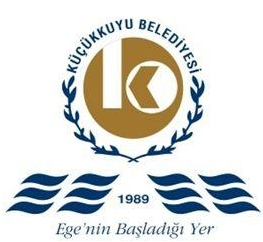 KÜÇÜKKUYU BELEDİYESİ
k
1989
Ege'nin Başladığı Yer